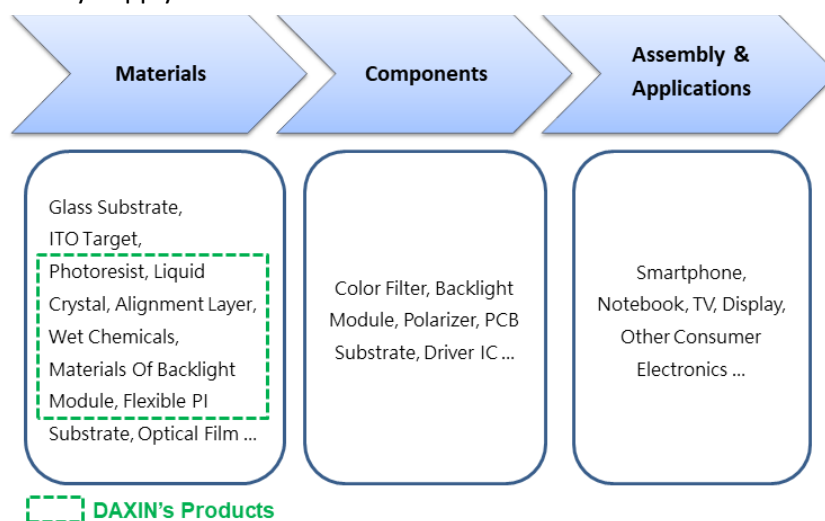 Materials
Components
Assembly &
Applications
Glass Substrate,
ITO Target,
Photoresist, Liquid
Crystal, Alignment Layer,
Wet Chemicals,
Materials Of Backlight
Module, Flexible PI
Substrate, Optical Film ...
Color Filter, Backlight
Module, Polarizer, PCB
Substrate, Driver IC ...
Smartphone,
Notebook, TV, Display,
Other Consumer
Electronics ...
DAXIN's Products